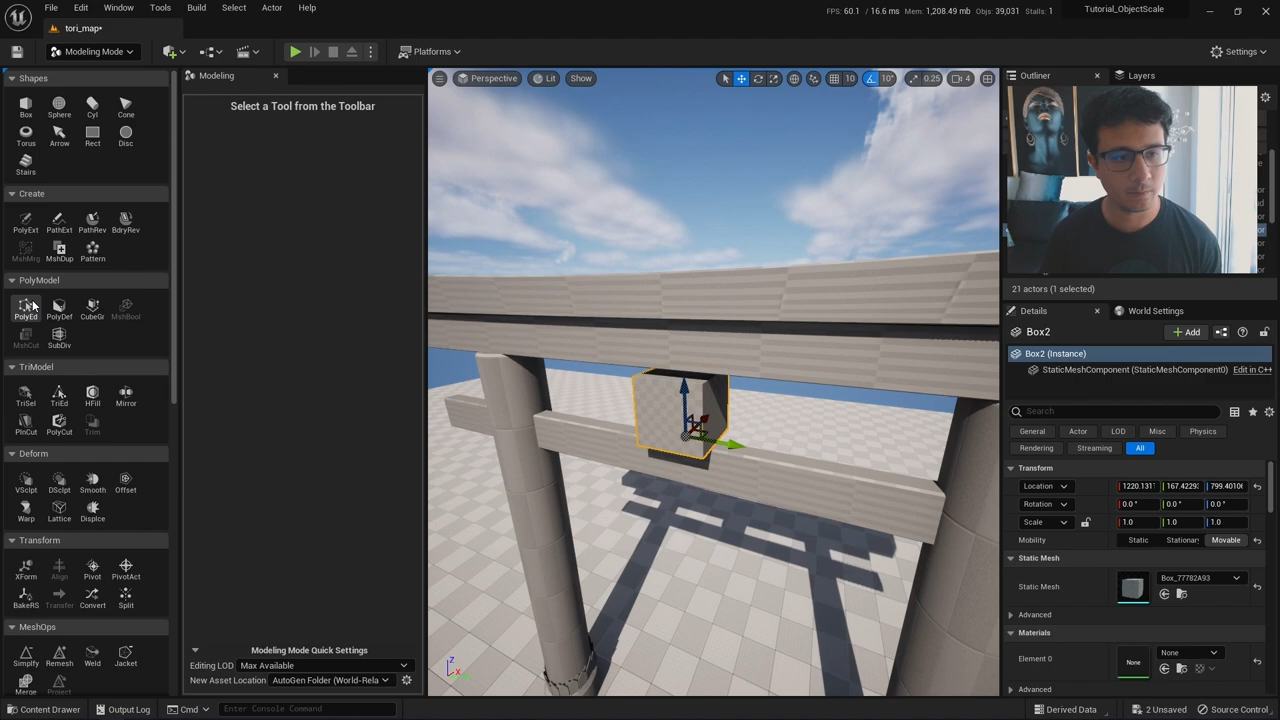 File Edit View Window Tools Build Select Actor Help
FPS: 60.1 / 16.6 ms Mem: 1,208.49 mb Objs: 39,031 Stalls: 1
Tutorial_ObjectScale
tori_map•
Modeling Mode
Platforms
Settings
Shapes
Box Sphere Cyl Cone
Torus Arrow Rect Disc
Stairs
Create
PolyExt PathExt PathRev BdryRev
MshMrg MshDup Pattern
PolyModel
PolyEd PolyDef CubeGr MshBool
MshCut SubDiv
TriModel
TriSel TriEd HFill Mirror
PlnCut PolyCut Trim
Deform
VSclpt DSclpt Smooth Offset
Warp Lattice Displce
Transform
XForm Align Pivot PivotAct
BakeRS Transfer Convert Split
MeshOps
Simplfy Remesh Weld Jacket
Merge Project
Modeling
Select a Tool from the Toolbar
Modeling Mode Quick Settings
Editing LOD Max Available
New Asset Location AutoGen Folder (World-Rela
Perspective Lit Show
10 10° 0.25 4
Z
X
Outliner Layers
21 actors (1 selected)
Details World Settings
Box2
Add
Box2 (Instance)
StaticMeshComponent (StaticMeshComponent0) Edit in C++
Search
General Actor LOD Misc Physics
Rendering Streaming All
Transform
Location 1220.131 167.4229 799.4010
Rotation 0.0° 0.0° 0.0°
Scale 1.0 1.0 1.0
Mobility Static Stationary Movable
Static Mesh
Static Mesh Box_77782A93
Advanced
Materials
Element 0 None None
Advanced
Content Drawer Output Log Cmd Enter Console Command
Derived Data 2 Unsaved Source Control